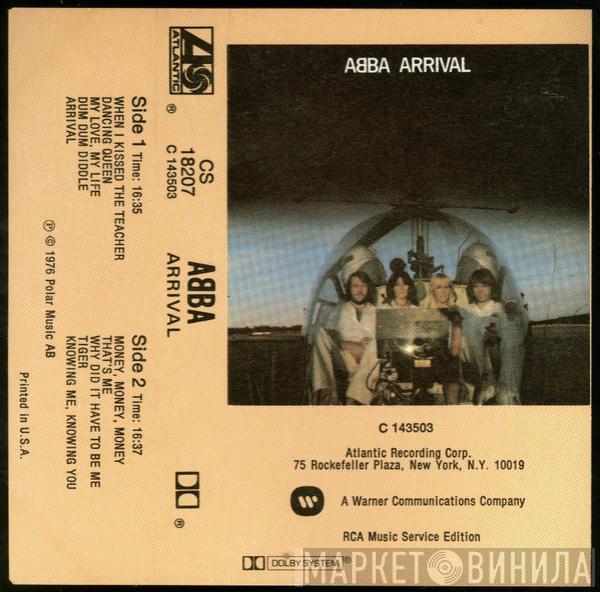 Side 1 Time: 16:35
WHEN I KISSED THE TEACHER
DANCING QUEEN
MY LOVE, MY LIFE
DUM DUM DIDDLE
ARRIVAL
Side 2 Time: 16:37
MONEY, MONEY, MONEY
THAT'S ME
WHY DID IT HAVE TO BE ME
TIGER
KNOWING ME, KNOWING YOU
Ⓟ © 1976 Polar Music AB
Printed in U.S.A.
ATLANTIC
®
CS
18207
C 143503
AᗺBA
ARRIVAL
®
AᗺBA ARRIVAL
C 143503
Atlantic Recording Corp.
75 Rockefeller Plaza, New York, N.Y. 10019
A Warner Communications Company
RCA Music Service Edition
DOLBY SYSTEM ®
МАРКЕТ ВИНИЛА